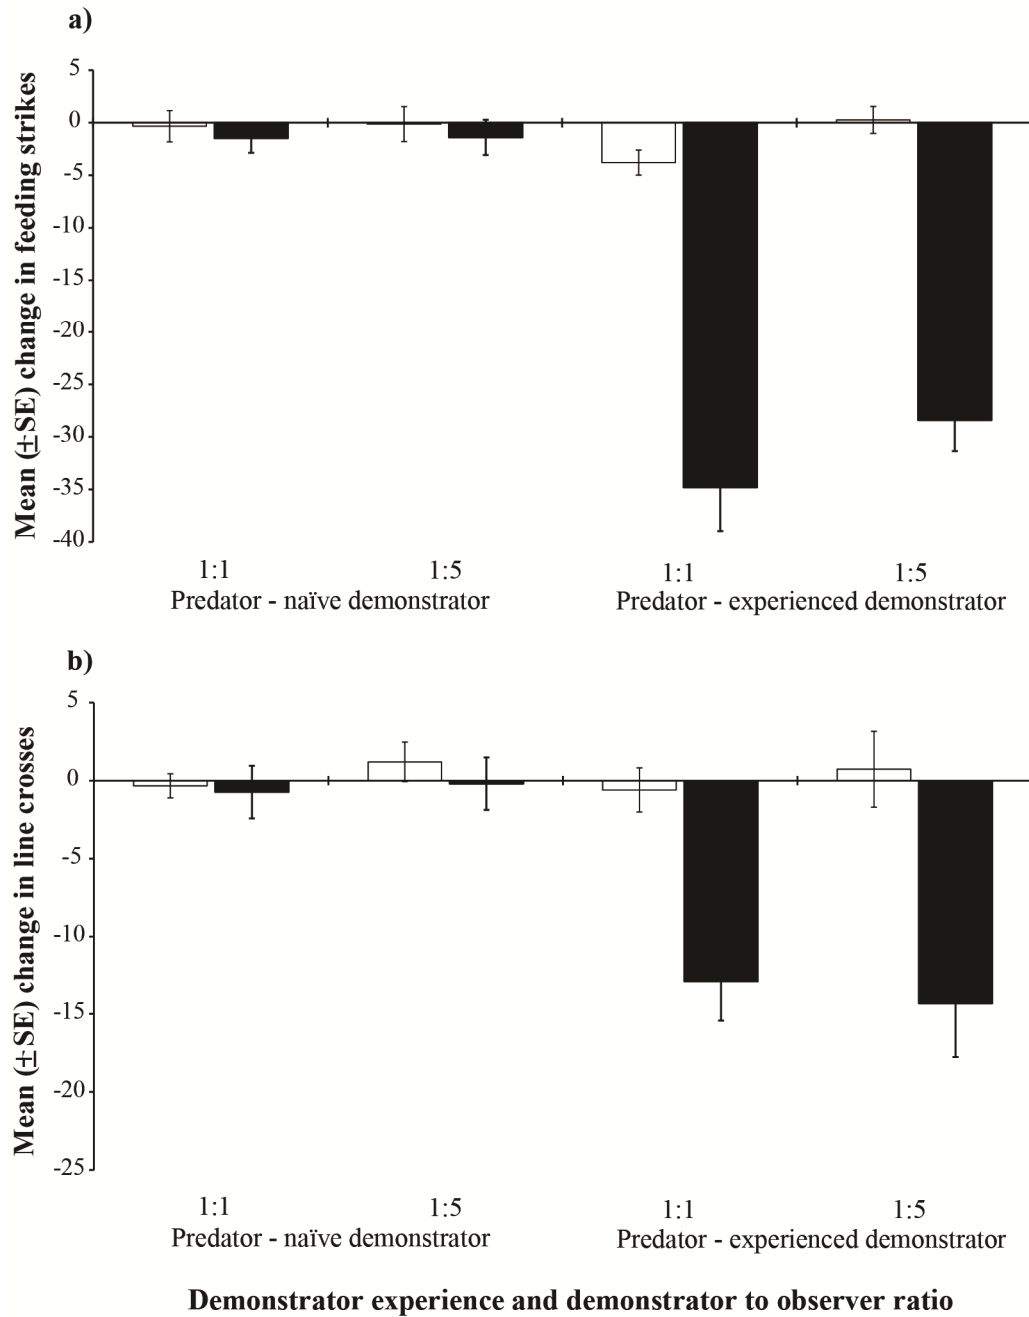 a)
Mean (±SE) change in feeding strikes
5
0
-5
-10
-15
-20
-25
-30
-35
-40
1:1 1:5 1:1 1:5
Predator - naïve demonstrator Predator - experienced demonstrator
b)
Mean (±SE) change in line crosses
5
0
-5
-10
-15
-20
-25
1:1 1:5 1:1 1:5
Predator - naïve demonstrator Predator - experienced demonstrator
Demonstrator experience and demonstrator to observer ratio